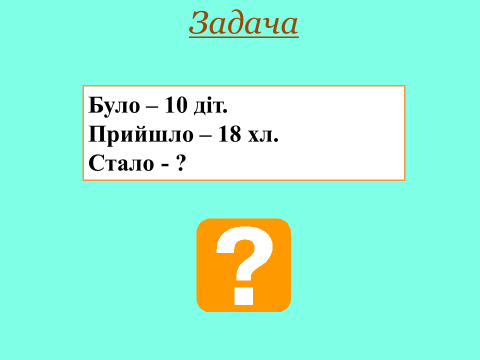 Задача
Було – 10 діт.
Прийшло – 18 хл.
Стало - ?
?